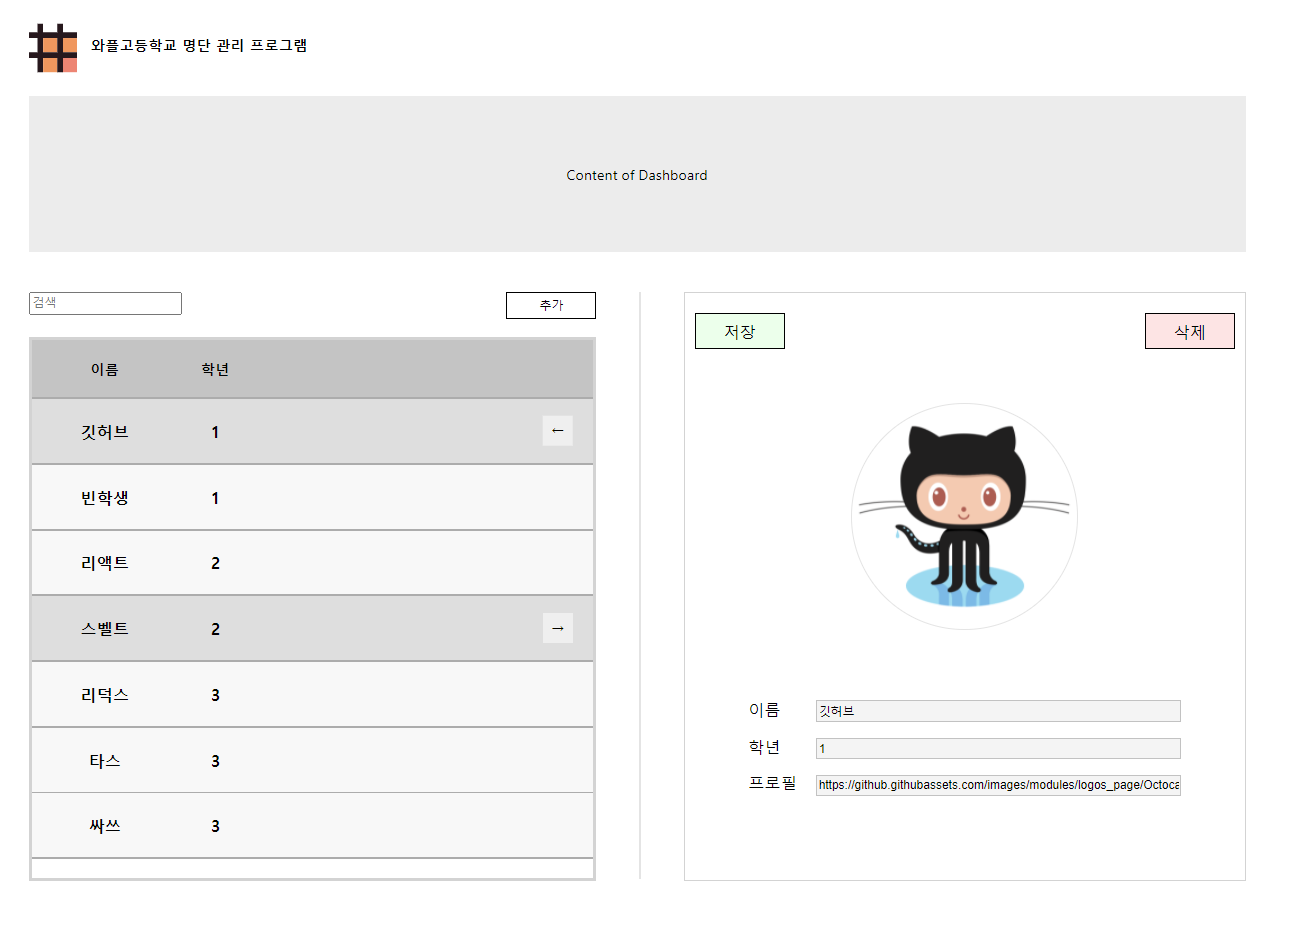 와플고등학교 명단 관리 프로그램
Content of Dashboard
검색
추가
이름 학년
깃허브 1 ←
빈학생 1
리액트 2
스벨트 2 →
리덕스 3
타스 3
싸쓰 3
저장 삭제
이름 깃허브
학년 1
프로필 https://github.githubassets.com/images/modules/logos_page/Octoca